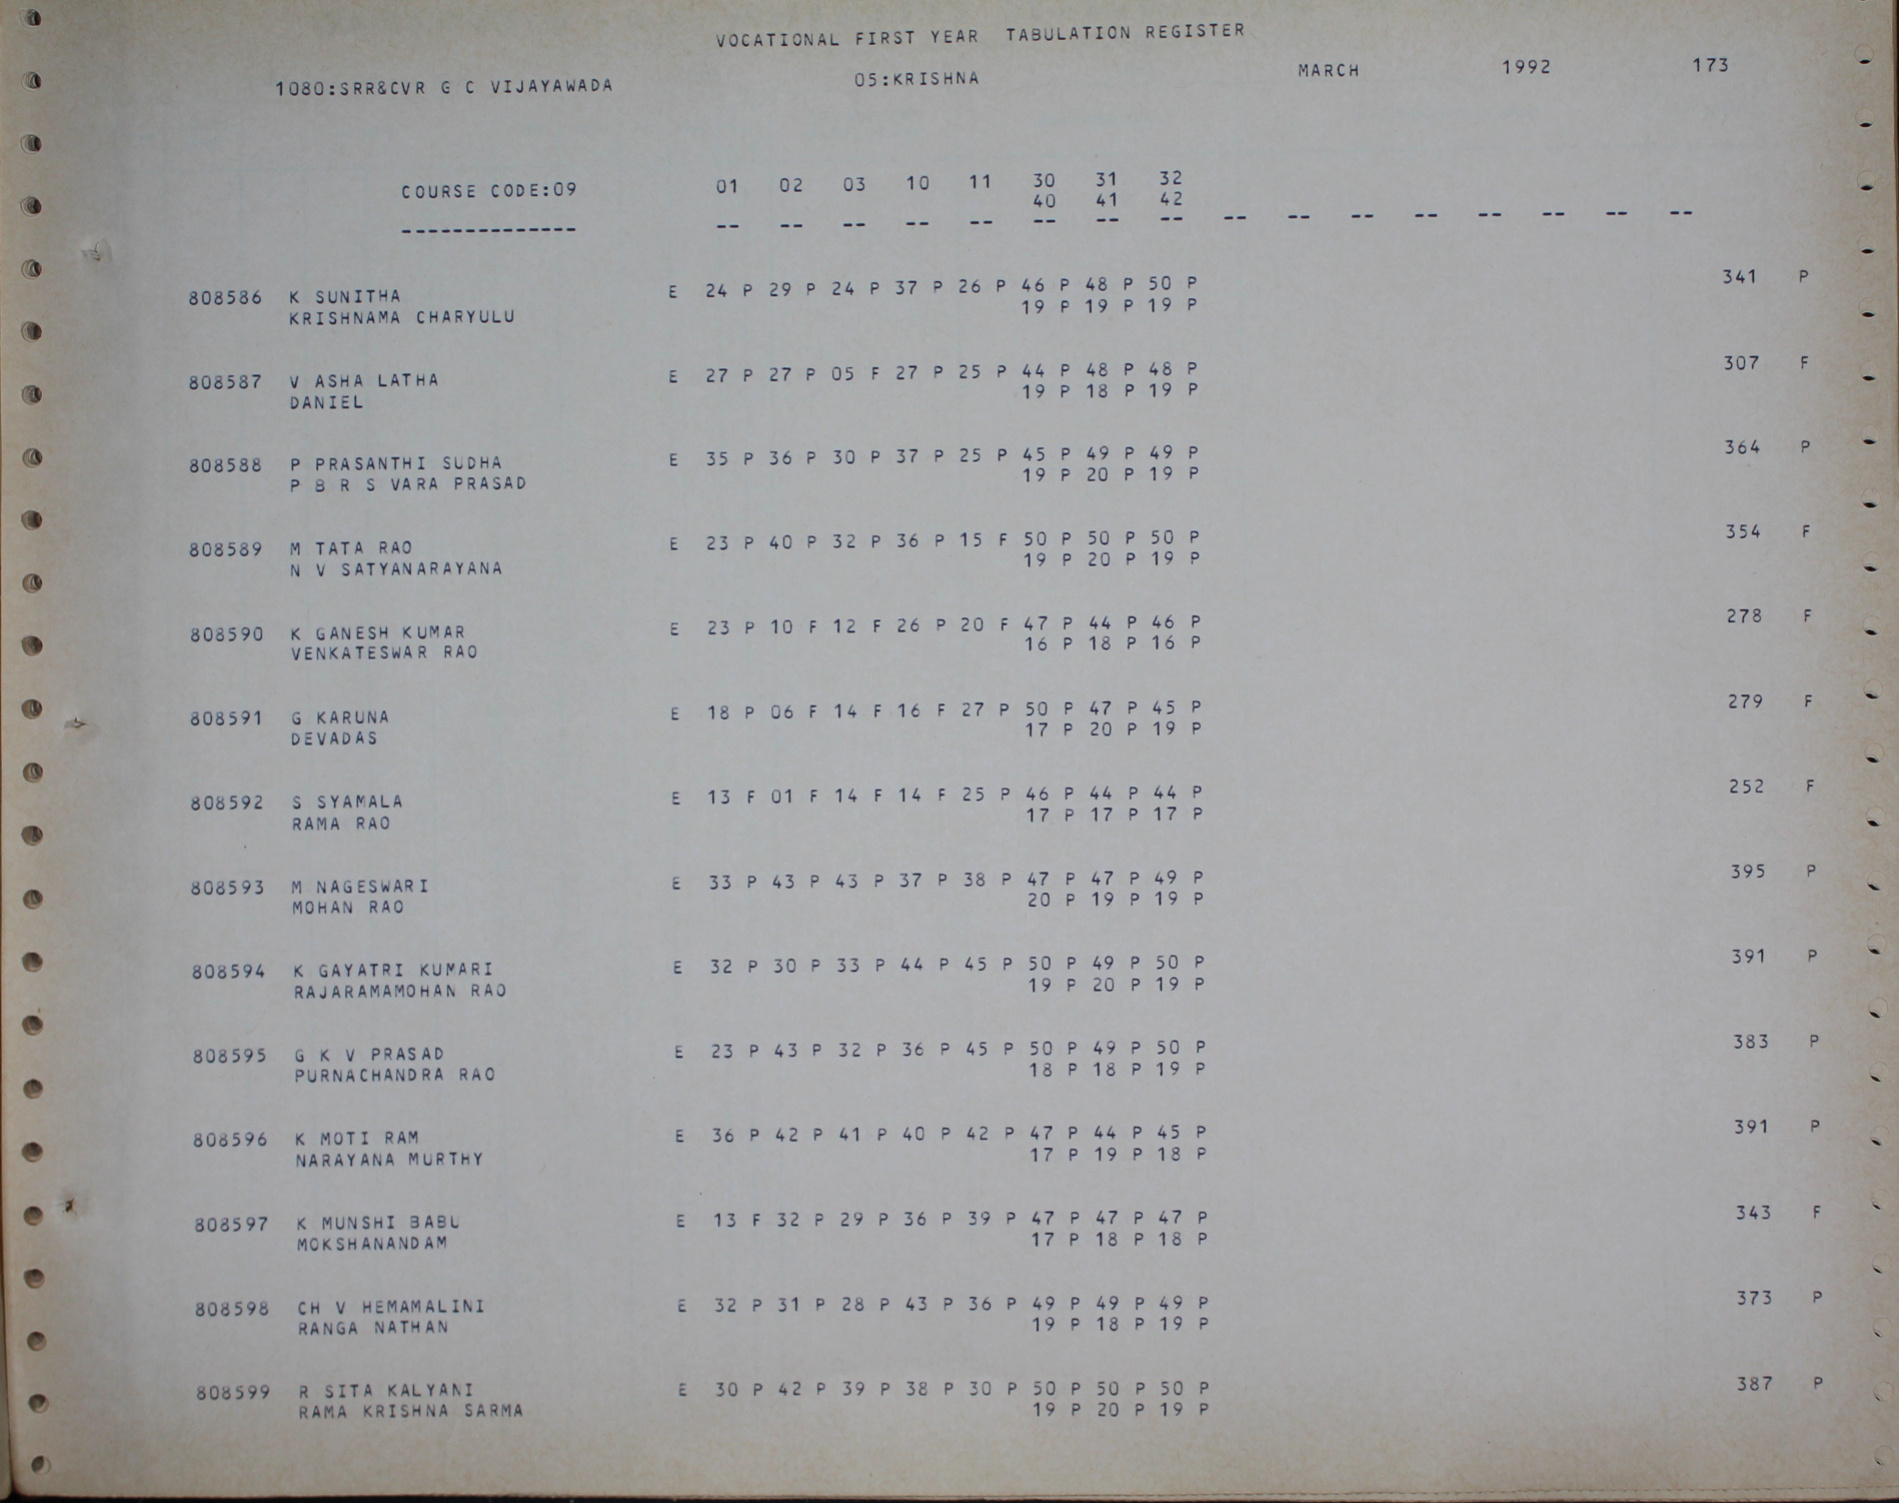 VOCATIONAL FIRST YEAR TABULATION REGISTER
1080:SRR&CVR G C VIJAYAWADA 05:KRISHNA MARCH 1992 173
COURSE CODE:09 01 02 03 10 11 30 31 32
40 41 42
-------------- -- -- -- -- -- -- -- -- -- -- -- -- -- -- -- --
808586 K SUNITHA E 24 P 29 P 24 P 37 P 26 P 46 P 48 P 50 P 341 P
KRISHNAMA CHARYULU 19 P 19 P 19 P
808587 V ASHA LATHA E 27 P 27 P 05 F 27 P 25 P 44 P 48 P 48 P 307 F
DANIEL 19 P 18 P 19 P
808588 P PRASANTHI SUDHA E 35 P 36 P 30 P 37 P 25 P 45 P 49 P 49 P 364 P
P B R S VARA PRASAD 19 P 20 P 19 P
808589 M TATA RAO E 23 P 40 P 32 P 36 P 15 F 50 P 50 P 50 P 354 F
N V SATYANARAYANA 19 P 20 P 19 P
808590 K GANESH KUMAR E 23 P 10 F 12 F 26 P 20 F 47 P 44 P 46 P 278 F
VENKATESWAR RAO 16 P 18 P 16 P
808591 G KARUNA E 18 P 06 F 14 F 16 F 27 P 50 P 47 P 45 P 279 F
DEVADAS 17 P 20 P 19 P
808592 S SYAMALA E 13 F 01 F 14 F 14 F 25 P 46 P 44 P 44 P 252 F
RAMA RAO 17 P 17 P 17 P
808593 M NAGESWARI E 33 P 43 P 43 P 37 P 38 P 47 P 47 P 49 P 395 P
MOHAN RAO 20 P 19 P 19 P
808594 K GAYATRI KUMARI E 32 P 30 P 33 P 44 P 45 P 50 P 49 P 50 P 391 P
RAJARAMAMOHAN RAO 19 P 20 P 19 P
808595 G K V PRASAD E 23 P 43 P 32 P 36 P 45 P 50 P 49 P 50 P 383 P
PURNACHANDRA RAO 18 P 18 P 19 P
808596 K MOTI RAM E 36 P 42 P 41 P 40 P 42 P 47 P 44 P 45 P 391 P
NARAYANA MURTHY 17 P 19 P 18 P
808597 K MUNSHI BABU E 13 F 32 P 29 P 36 P 39 P 47 P 47 P 47 P 343 F
MOKSHANANDAM 17 P 18 P 18 P
808598 CH V HEMAMALINI E 32 P 31 P 28 P 43 P 36 P 49 P 49 P 49 P 373 P
RANGA NATHAN 19 P 18 P 19 P
808599 R SITA KALYANI E 30 P 42 P 39 P 38 P 30 P 50 P 50 P 50 P 387 P
RAMA KRISHNA SARMA 19 P 20 P 19 P